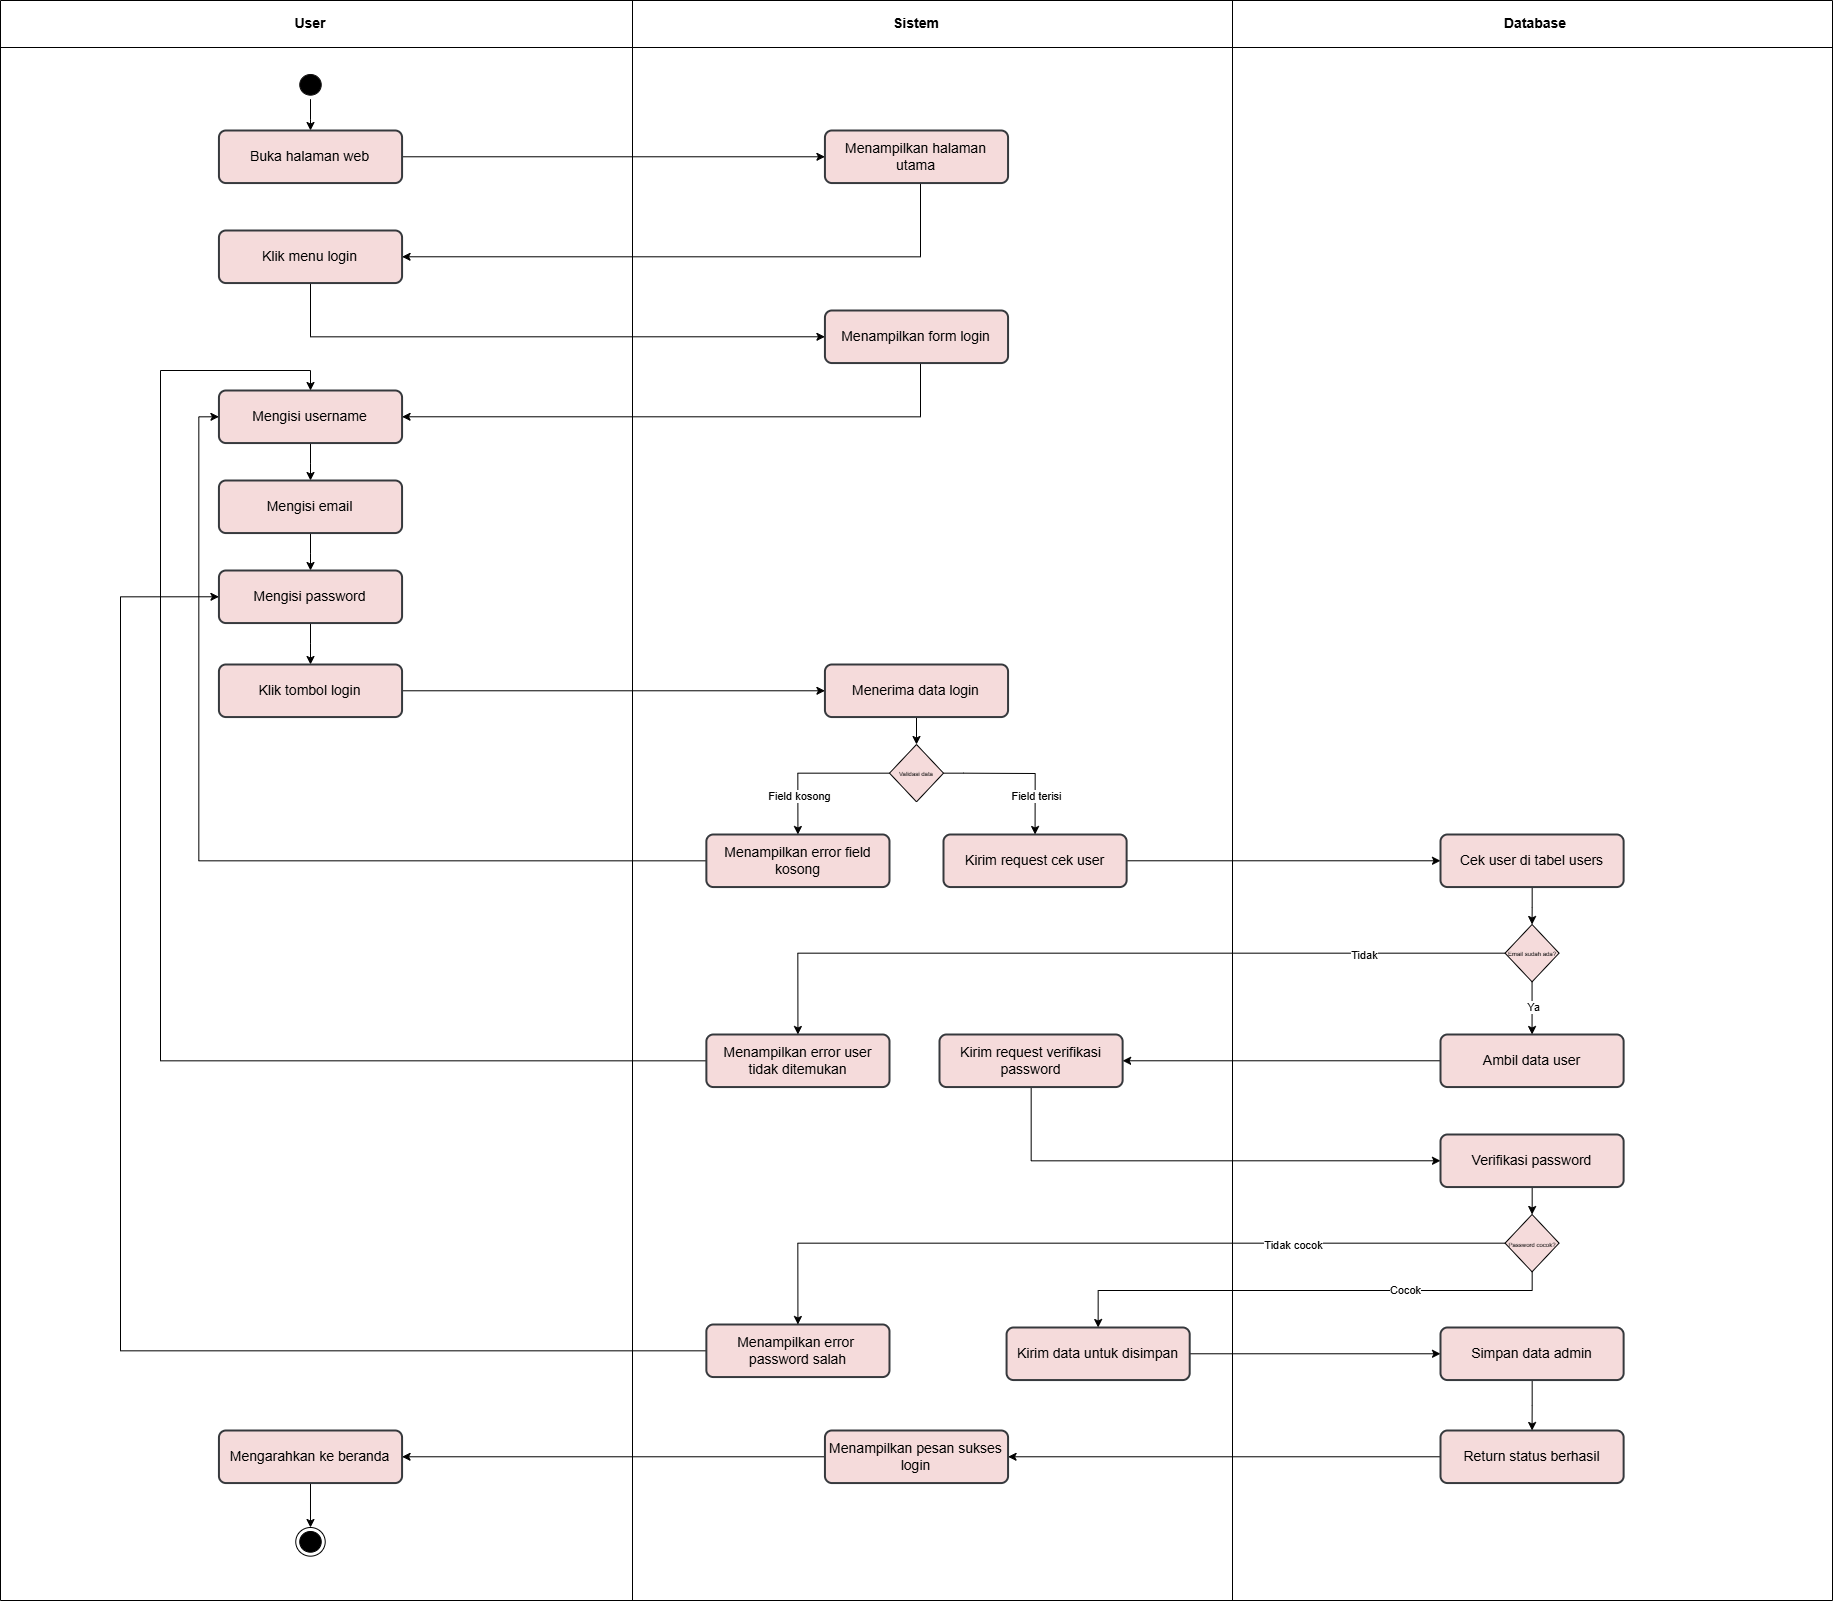 User
Sistem
Database
Buka halaman web
Menampilkan halaman
utama
Klik menu login
Menampilkan form login
Mengisi username
Mengisi email
Mengisi password
Klik tombol login
Menerima data login
Validasi data
Field kosong
Field terisi
Menampilkan error field
kosong
Kirim request cek user
Cek user di tabel users
Email sudah ada?
Tidak
Ya
Menampilkan error user
tidak ditemukan
Kirim request verifikasi
password
Ambil data user
Verifikasi password
Password cocok?
Tidak cocok
Cocok
Menampilkan error
password salah
Kirim data untuk disimpan
Simpan data admin
Mengarahkan ke beranda
Menampilkan pesan sukses
login
Return status berhasil